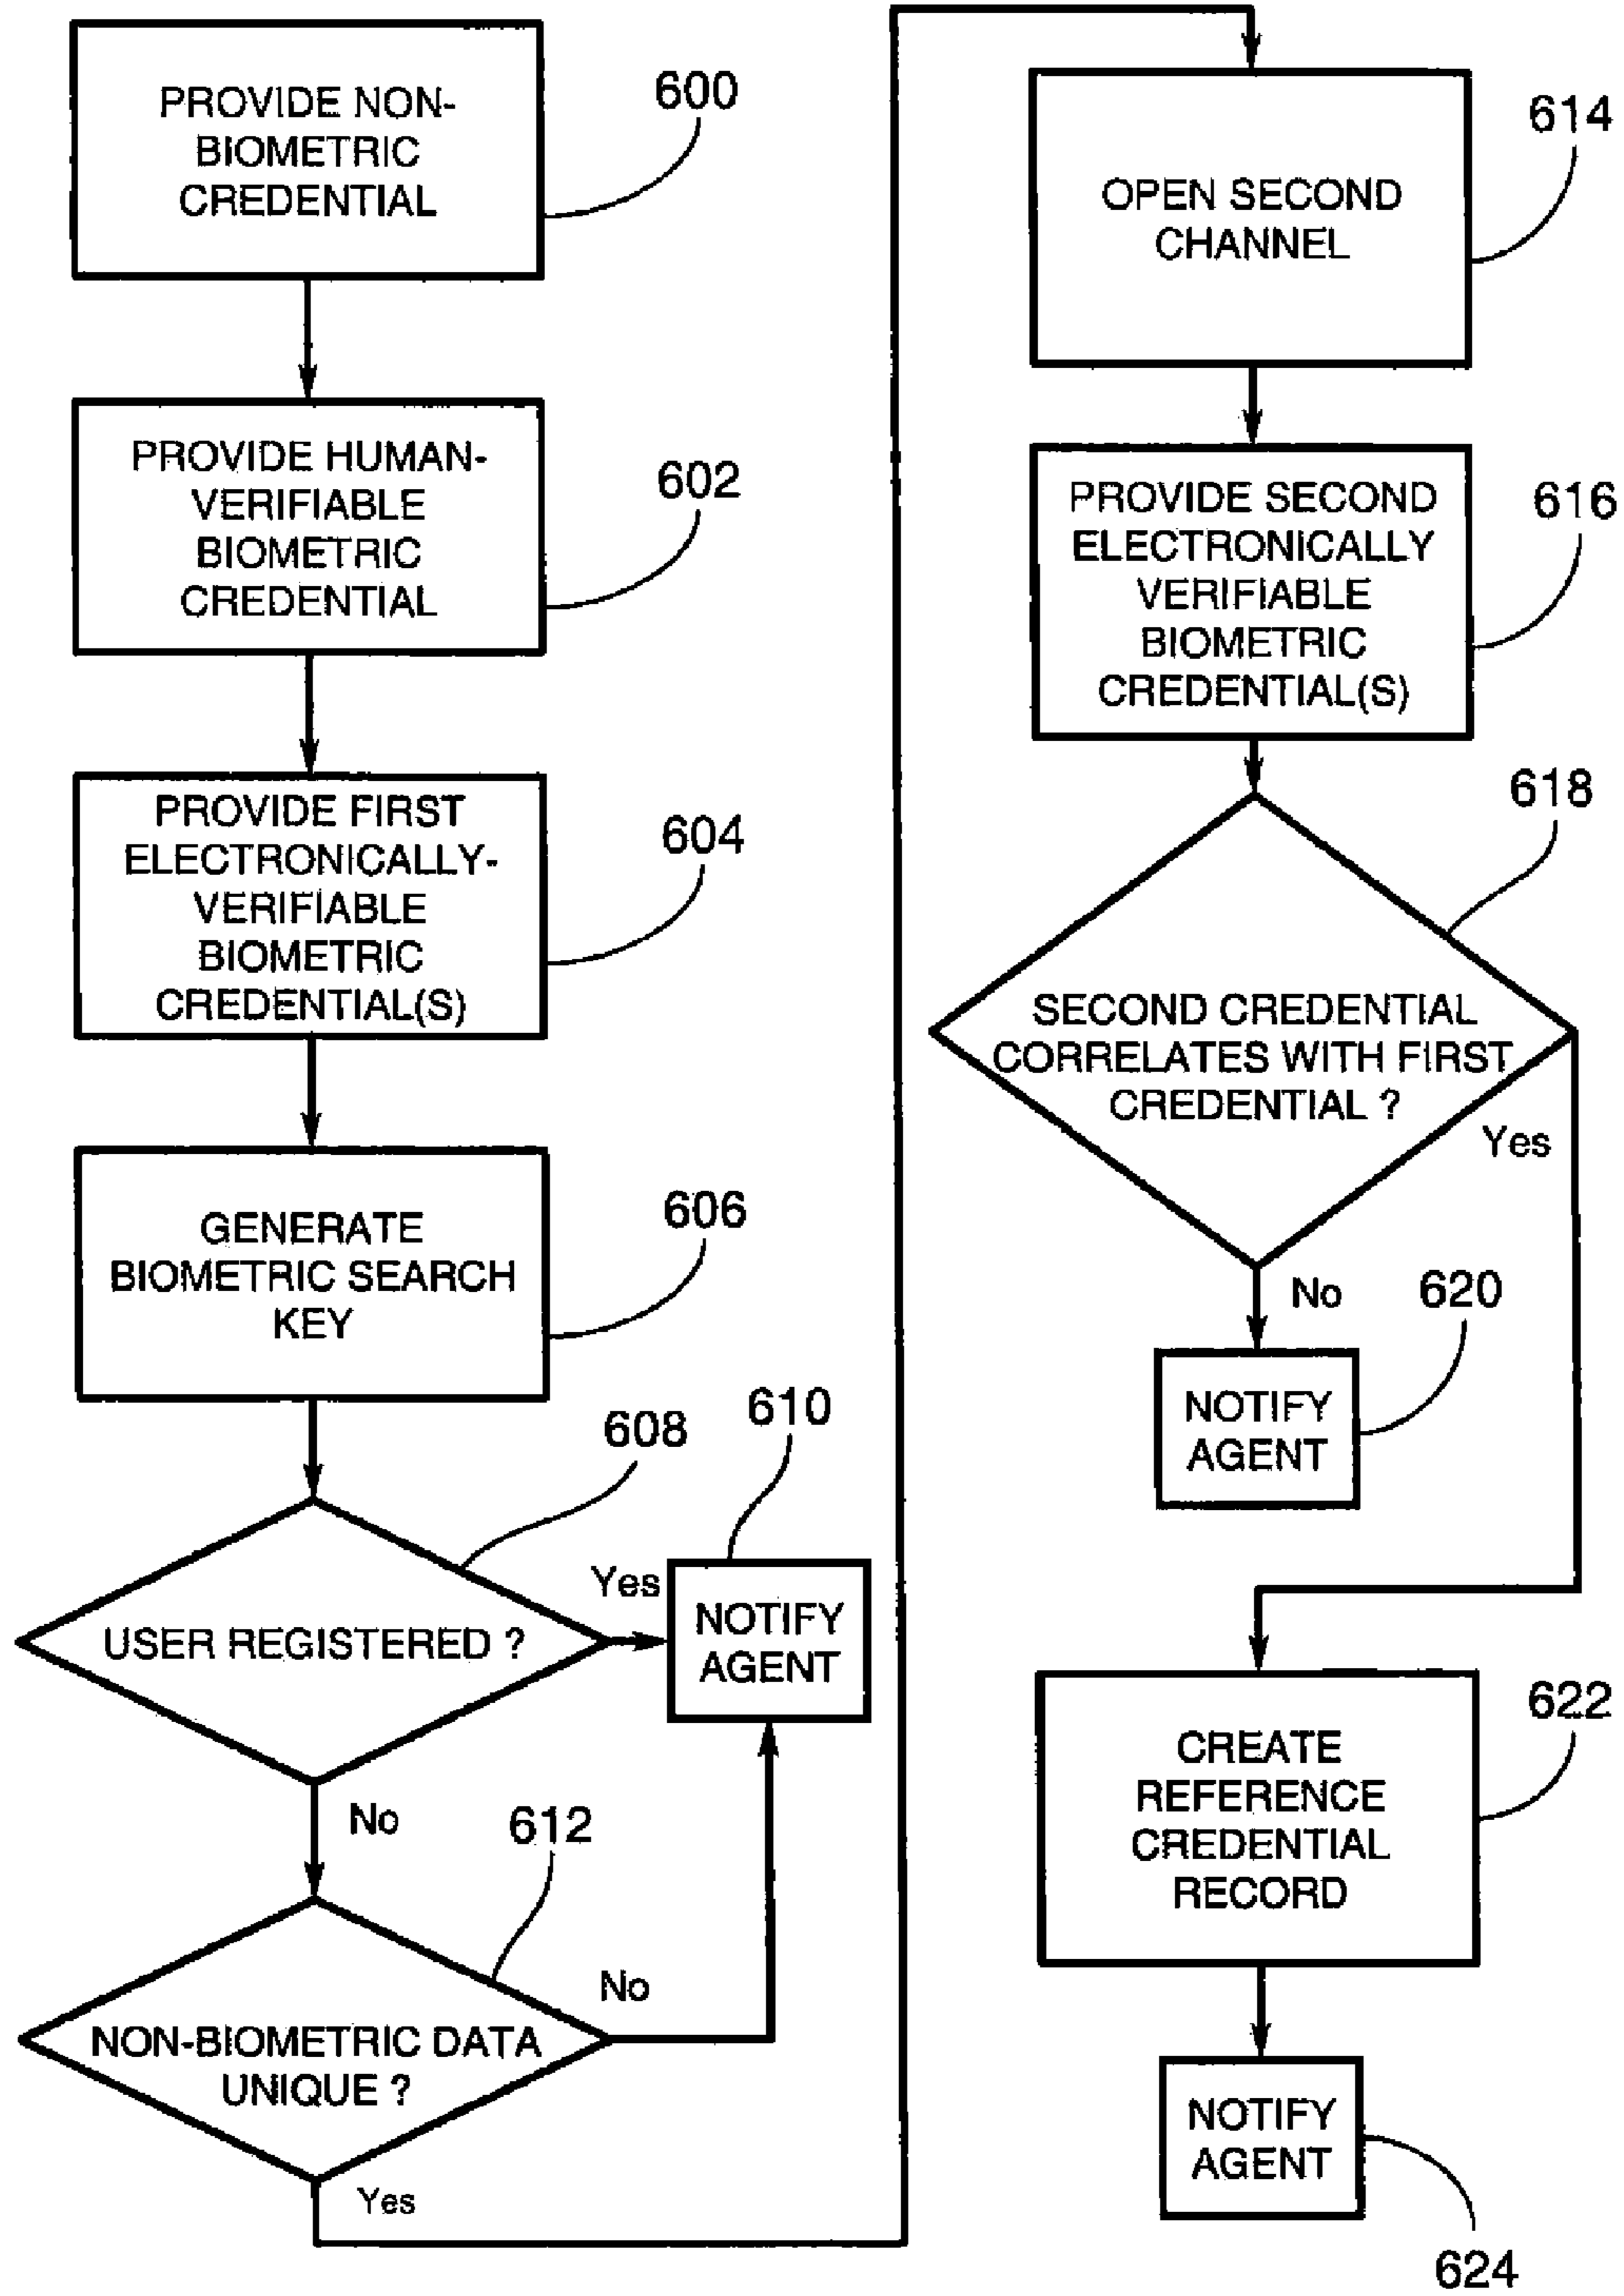 PROVIDE NON-
BIOMETRIC
CREDENTIAL
600
PROVIDE HUMAN-
VERIFIABLE
BIOMETRIC
CREDENTIAL
602
PROVIDE FIRST
ELECTRONICALLY-
VERIFIABLE
BIOMETRIC
CREDENTIAL(S)
604
GENERATE
BIOMETRIC SEARCH
KEY
606
USER REGISTERED ?
608
Yes
NOTIFY
AGENT
610
No
NON-BIOMETRIC DATA
UNIQUE ?
612
No
Yes
OPEN SECOND
CHANNEL
614
PROVIDE SECOND
ELECTRONICALLY
VERIFIABLE
BIOMETRIC
CREDENTIAL(S)
616
SECOND CREDENTIAL
CORRELATES WITH FIRST
CREDENTIAL ?
618
Yes
No
NOTIFY
AGENT
620
CREATE
REFERENCE
CREDENTIAL
RECORD
622
NOTIFY
AGENT
624